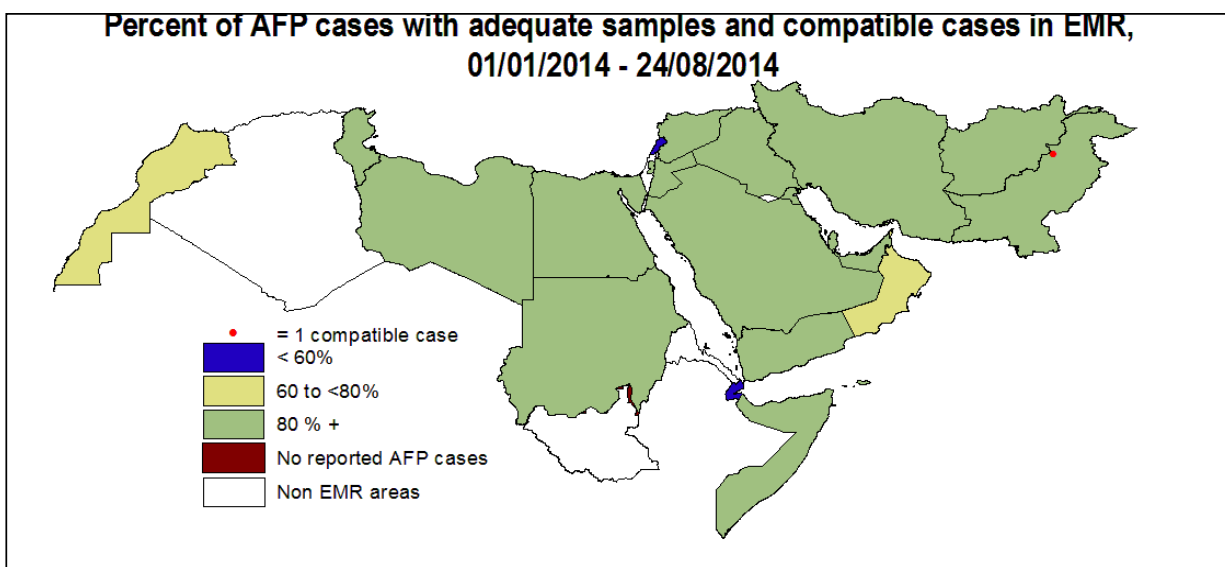 Percent of AFP cases with adequate samples and compatible cases in EMR,
01/01/2014 - 24/08/2014
= 1 compatible case
< 60%
60 to <80%
80 % +
No reported AFP cases
Non EMR areas